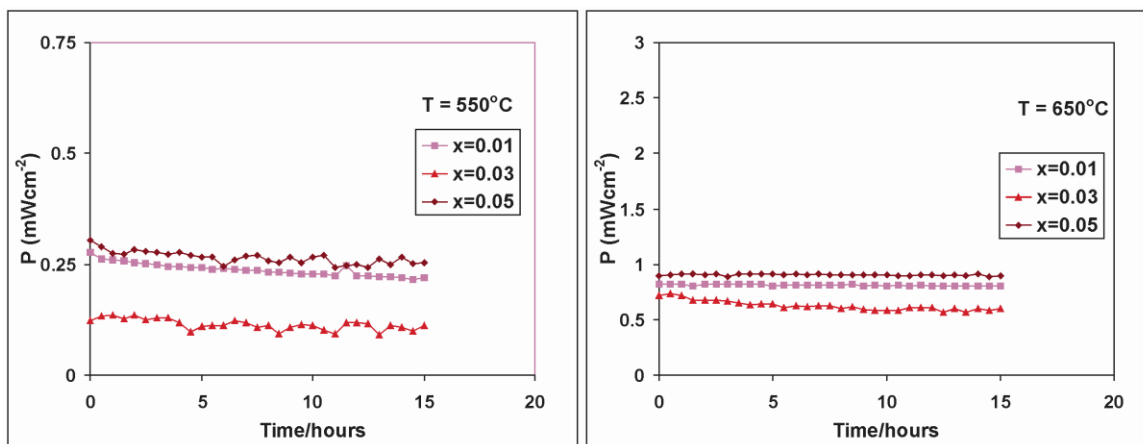 0.75
0.5
0.25
0
P (mWcm-2)
T = 550oC
x=0.01
x=0.03
x=0.05
0 5 10 15 20
Time/hours
3
2.5
2
1.5
1
0.5
0
P (mWcm-2)
T = 650oC
x=0.01
x=0.03
x=0.05
0 5 10 15 20
Time/hours